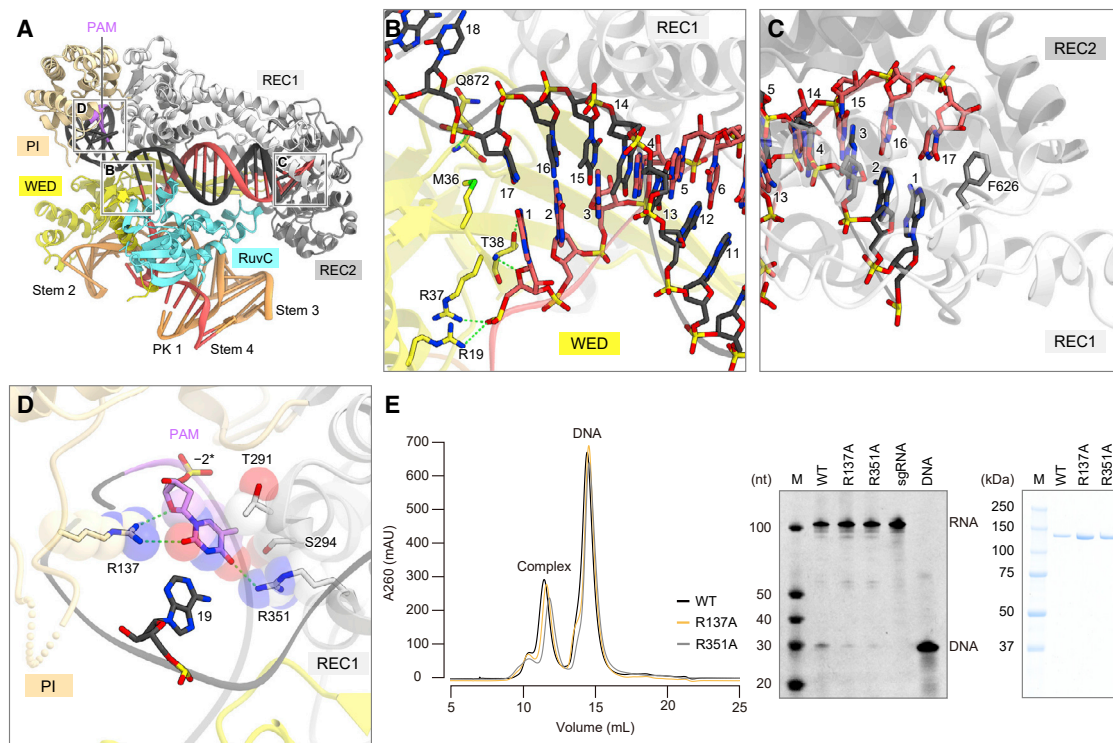 A
PAM
REC1
D
C
PI
B
WED
RuvC
REC2
Stem 2
Stem 3
PK 1
Stem 4
B
REC1
18
Q872
14
4
16
15
5
M36
17
6
1
2
3
13
12
T38
11
R37
R19
WED
C
REC2
5
14
15
3
16
4
17
2
1
F626
13
REC1
D
PAM
−2*
T291
S294
R137
R351
19
REC1
PI
E
700
600
500
400
300
200
100
0
A260 (mAU)
DNA
Complex
WT
R137A
R351A
5
10
15
20
25
Volume (mL)
(nt)
M
WT
R137A
R351A
sgRNA
DNA
100
50
40
30
20
RNA
DNA
(kDa)
M
WT
R137A
R351A
250
150
100
75
50
37